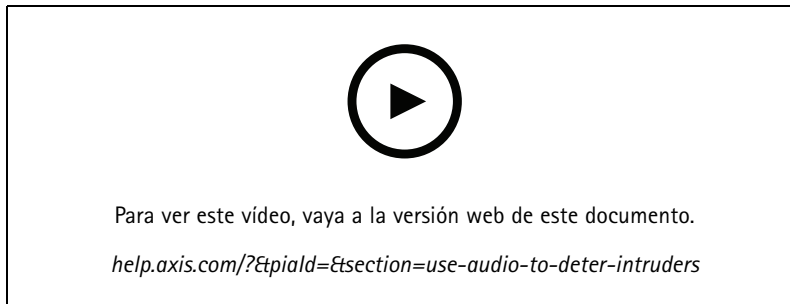 Para ver este vídeo, vaya a la versión web de este documento.
help.axis.com/?&piaId=&section=use-audio-to-deter-intruders